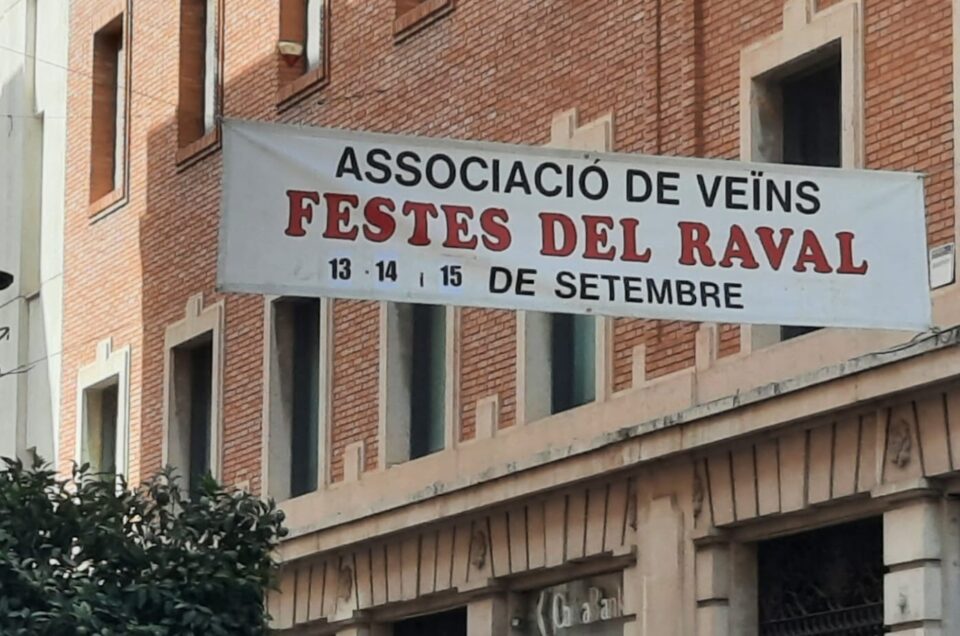 ASSOCIACIÓ DE VEÏNS
FESTES DEL RAVAL
13 · 14 i 15 DE SETEMBRE